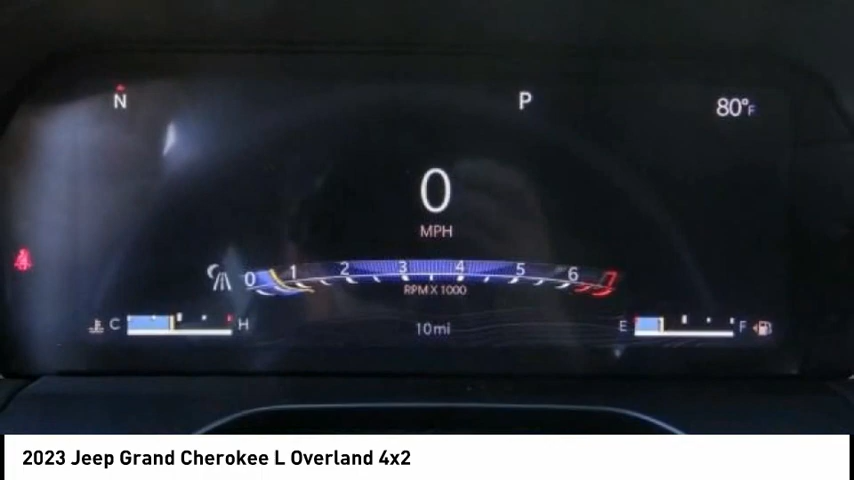 N P 80°F
0
MPH
0 1 2 3 4 5 6 7
RPM X 1000
C H 10mi E F
2023 Jeep Grand Cherokee L Overland 4x2